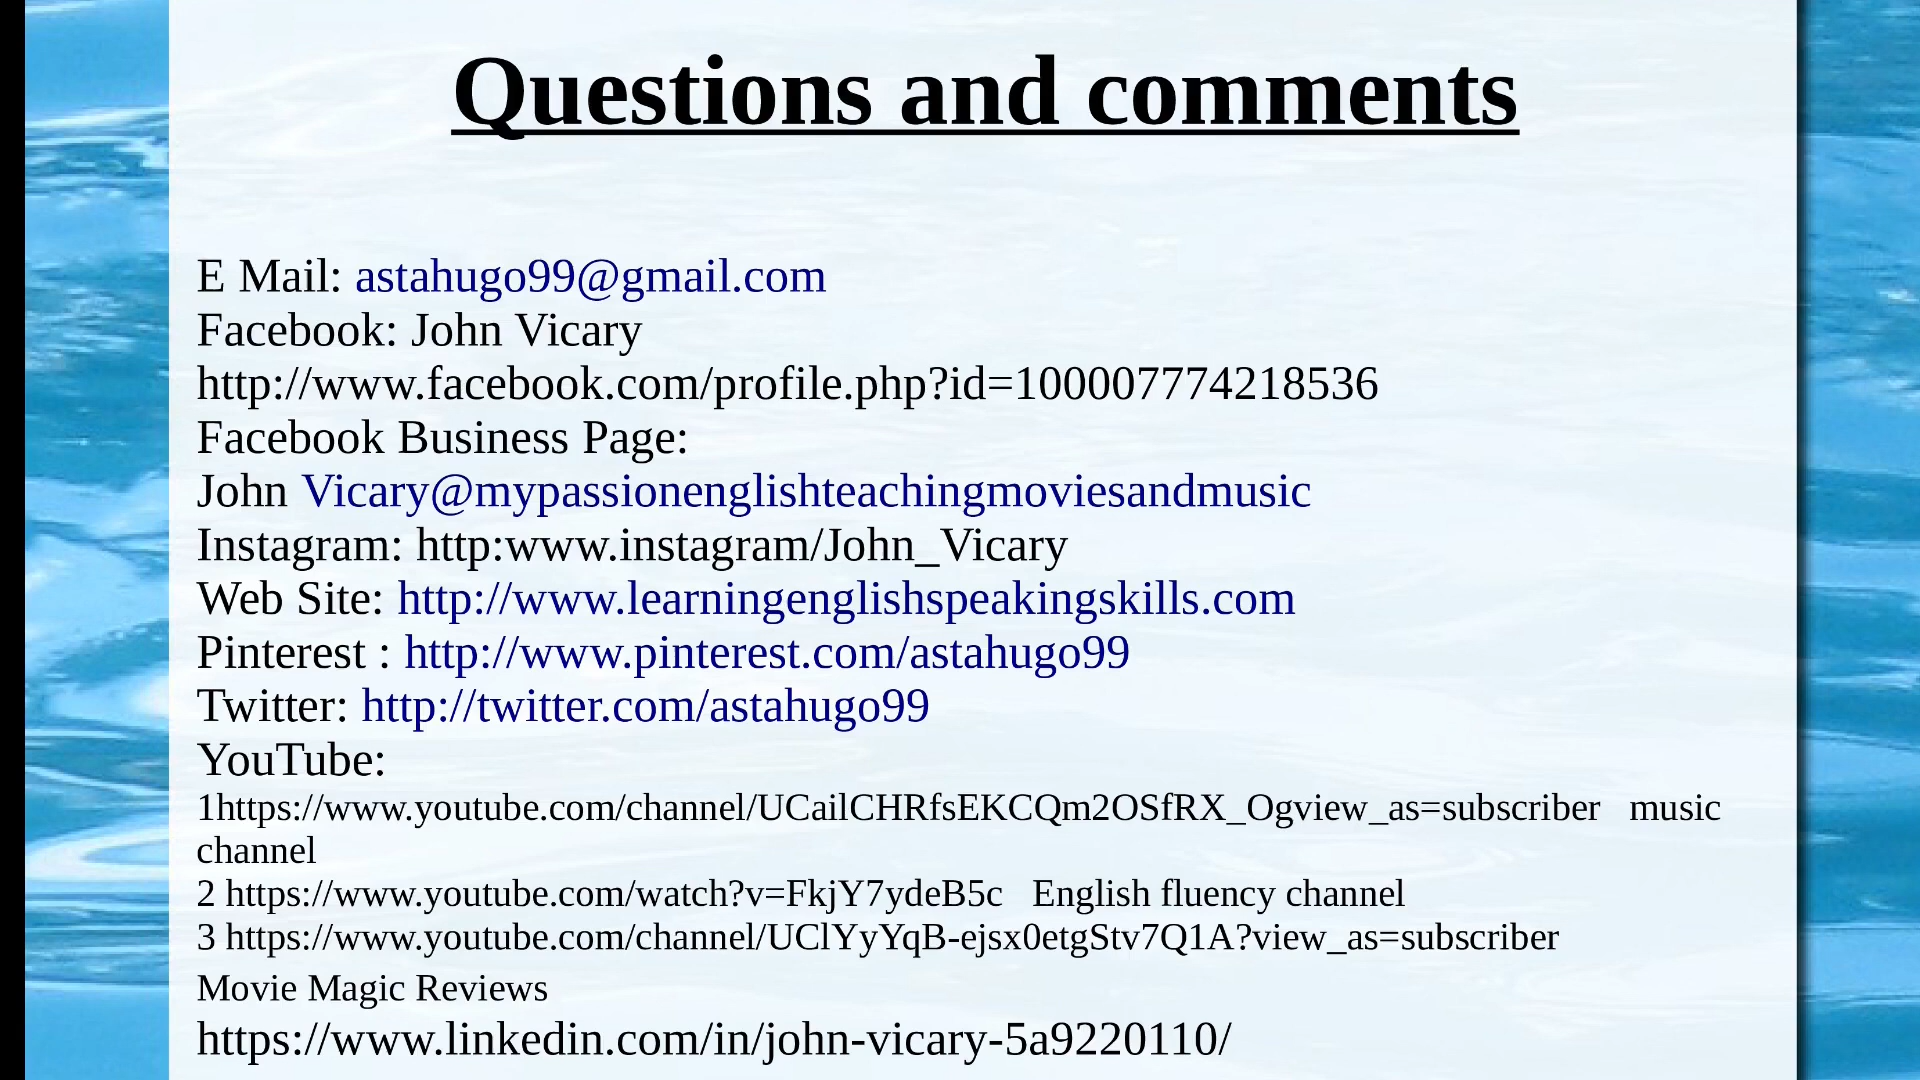 Questions and comments
E Mail: astahugo99@gmail.com
Facebook: John Vicary
http://www.facebook.com/profile.php?id=100007774218536
Facebook Business Page:
John Vicary@mypassionenglishteachingmoviesandmusic
Instagram: http:www.instagram/John_Vicary
Web Site: http://www.learningenglishspeakingskills.com
Pinterest : http://www.pinterest.com/astahugo99
Twitter: http://twitter.com/astahugo99
YouTube:
1https://www.youtube.com/channel/UCailCHRfsEKCQm2OSfRX_Ogview_as=subscriber   music
channel
2 https://www.youtube.com/watch?v=FkjY7ydeB5c   English fluency channel
3 https://www.youtube.com/channel/UClYyYqB-ejsx0etgStv7Q1A?view_as=subscriber
Movie Magic Reviews
https://www.linkedin.com/in/john-vicary-5a9220110/